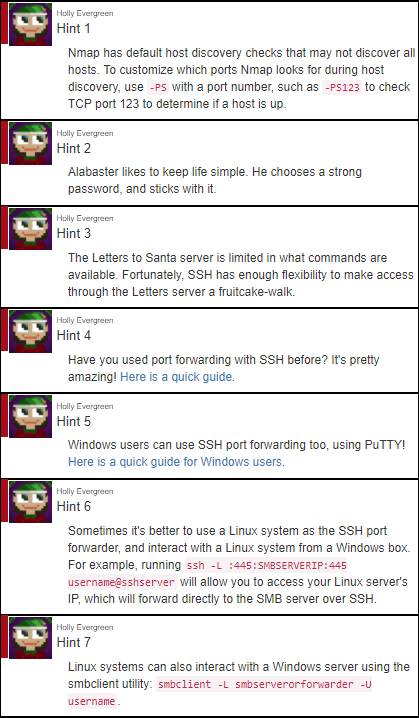 Holly Evergreen
Hint 1
Nmap has default host discovery checks that may not discover all
hosts. To customize which ports Nmap looks for during host
discovery, use -PS with a port number, such as -PS123 to check
TCP port 123 to determine if a host is up.
Holly Evergreen
Hint 2
Alabaster likes to keep life simple. He chooses a strong
password, and sticks with it.
Holly Evergreen
Hint 3
The Letters to Santa server is limited in what commands are
available. Fortunately, SSH has enough flexibility to make access
through the Letters server a fruitcake-walk.
Holly Evergreen
Hint 4
Have you used port forwarding with SSH before? It's pretty
amazing! Here is a quick guide.
Holly Evergreen
Hint 5
Windows users can use SSH port forwarding too, using PuTTY!
Here is a quick guide for Windows users.
Holly Evergreen
Hint 6
Sometimes it's better to use a Linux system as the SSH port
forwarder, and interact with a Linux system from a Windows box.
For example, running ssh -L :445:SMBSERVERIP:445
username@sshserver will allow you to access your Linux server's
IP, which will forward directly to the SMB server over SSH.
Holly Evergreen
Hint 7
Linux systems can also interact with a Windows server using the
smbclient utility: smbclient -L smbserverorforwarder -U
username.